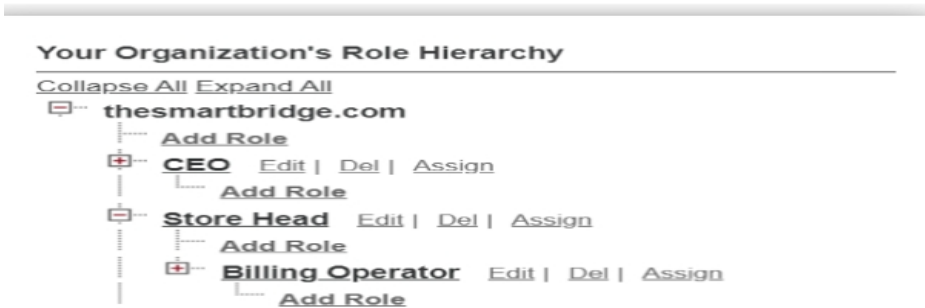 Your Organization's Role Hierarchy
Collapse All Expand All
thesmartbridge.com
Add Role
CEO Edit | Del | Assign
Add Role
Store Head Edit | Del | Assign
Add Role
Billing Operator Edit | Del | Assign
Add Role